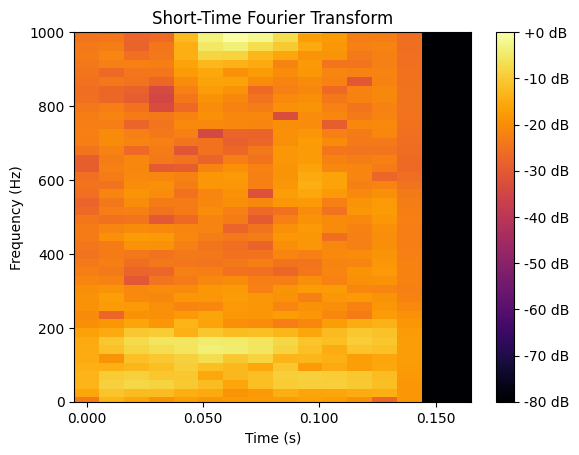 Short-Time Fourier Transform
1000
800
600
400
200
0
Frequency (Hz)
0.000
0.050
0.100
0.150
Time (s)
+0 dB
-10 dB
-20 dB
-30 dB
-40 dB
-50 dB
-60 dB
-70 dB
-80 dB